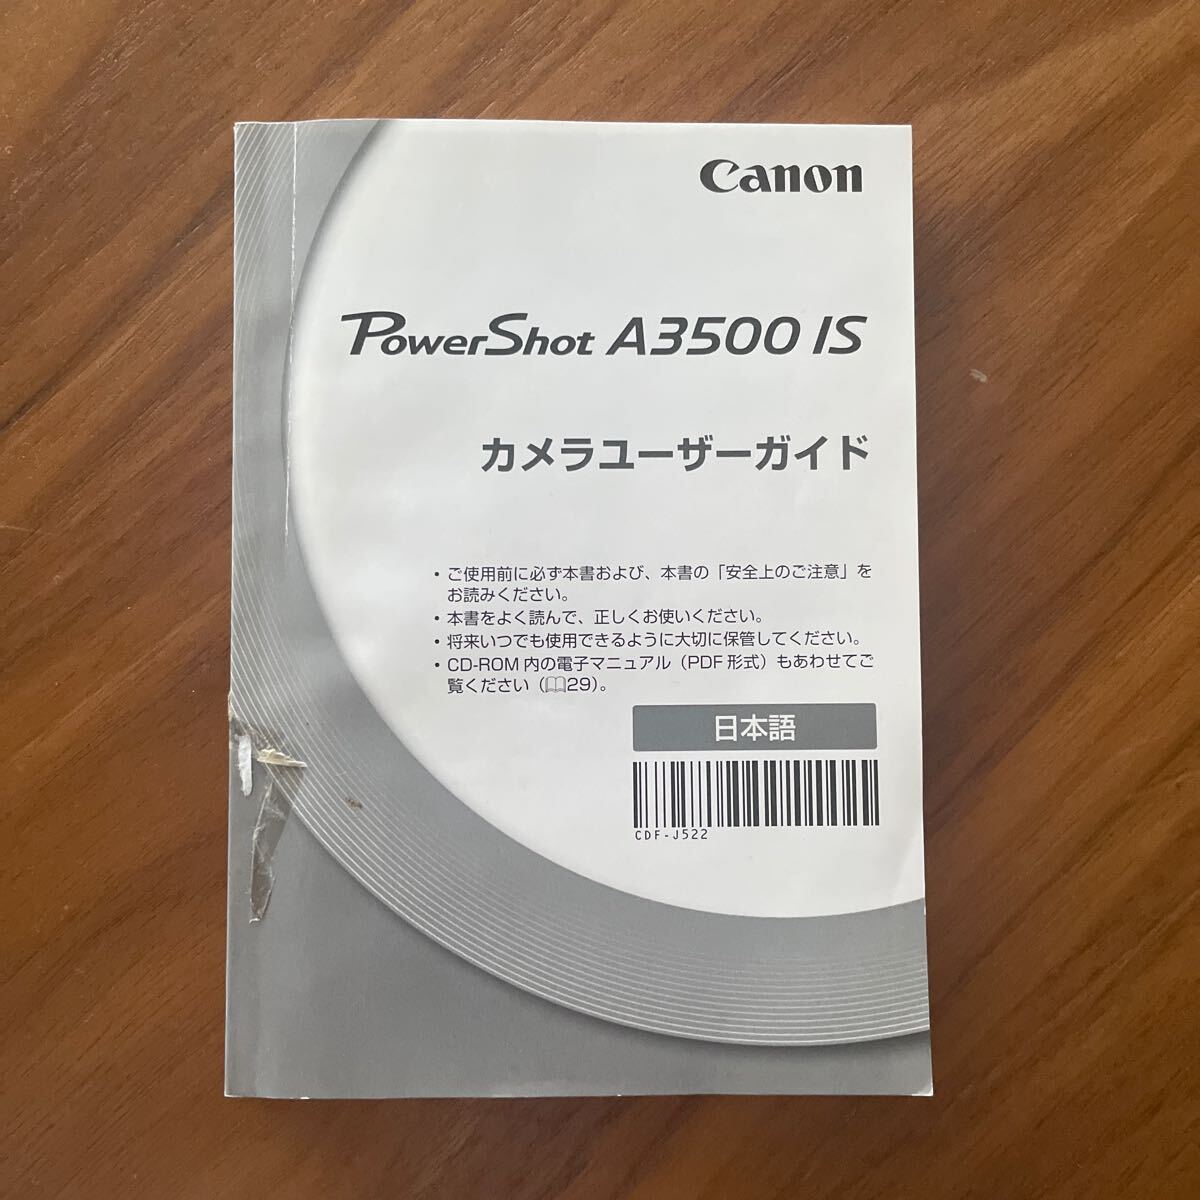 Canon
PowerShot A3500 IS
カメラユーザーガイド
・ご使用前に必ず本書および、本書の「安全上のご注意」を
お読みください。
・本書をよく読んで、正しくお使いください。
・将来いつでも使用できるように大切に保管してください。
・CD-ROM 内の電子マニュアル（PDF 形式）もあわせてご
覧ください（📖29）。
日本語
CDF-J522